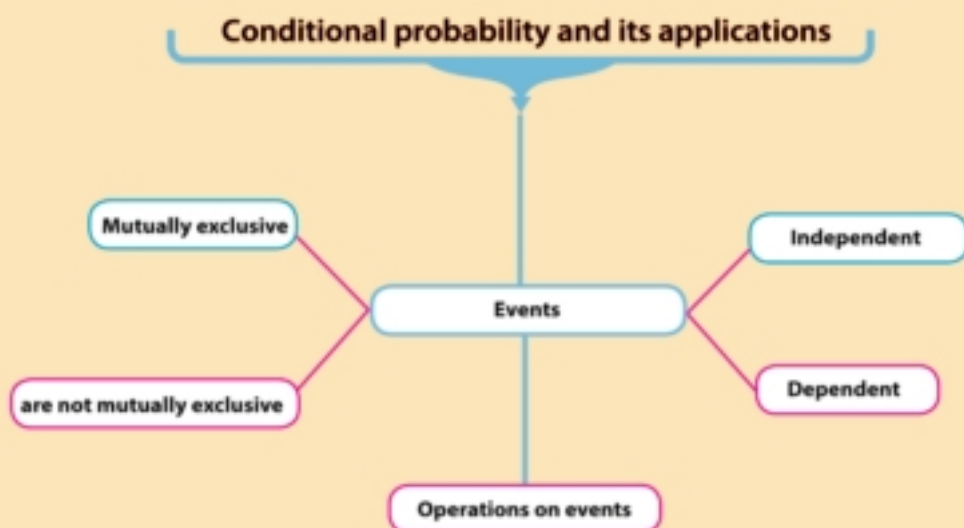 Conditional probability and its applications
Mutually exclusive
Independent
Events
are not mutually exclusive
Dependent
Operations on events